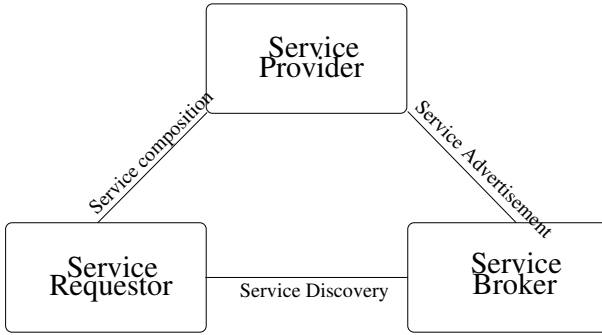 Service
Provider
Service composition
Service Advertisement
Service
Requestor
Service Discovery
Service
Broker